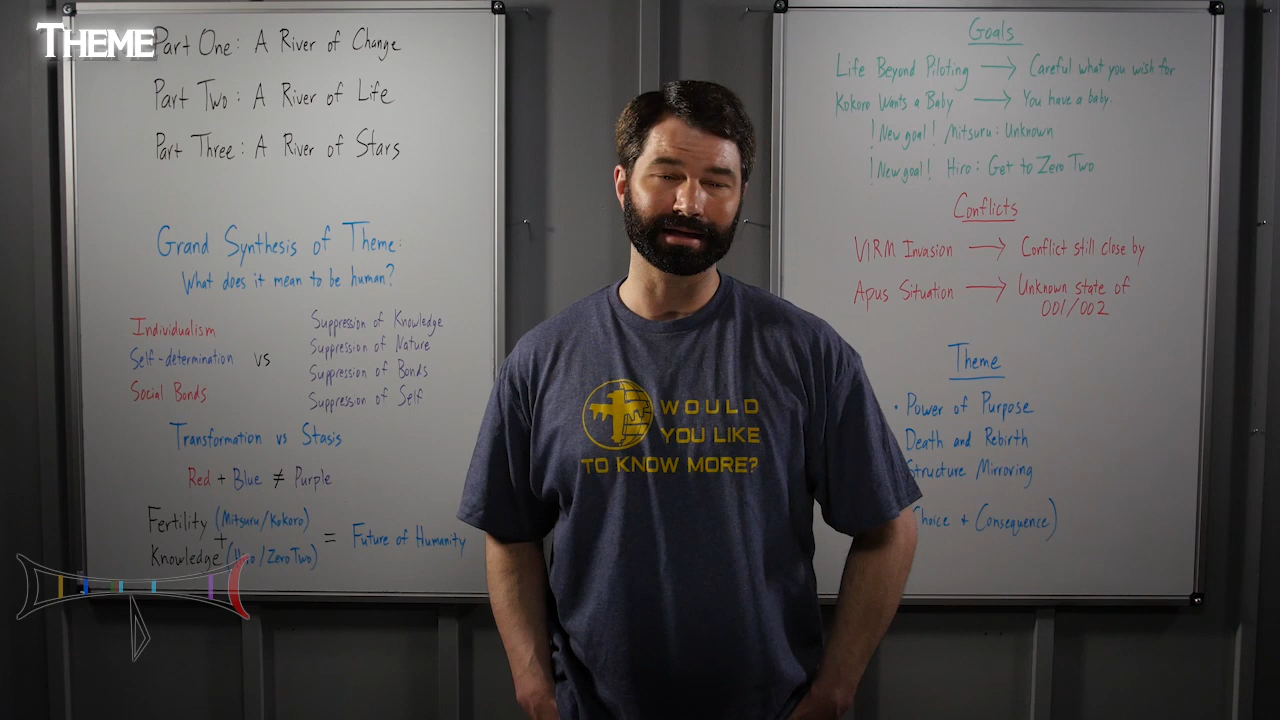 THEME
Part One: A River of Change
Part Two: A River of Life
Part Three: A River of Stars
Grand Synthesis of Theme:
What does it mean to be human?
Individualism
Self-determination
Social Bonds
vs
Suppression of Knowledge
Suppression of Nature
Suppression of Bonds
Suppression of Self
Transformation vs Stasis
Red + Blue ≠ Purple
Fertility (Mitsuru/Kokoro)
+
Knowledge (Hiro/Zero Two)
= Future of Humanity
WOULD
YOU LIKE
TO KNOW MORE?
Goals
Life Beyond Piloting → Careful what you wish for
Kokoro Wants a Baby → You have a baby.
!New goal! Mitsuru: Unknown
!New goal! Hiro: Get to Zero Two
Conflicts
VIRM Invasion → Conflict still close by
Apus Situation → Unknown state of
001/002
Theme
• Power of Purpose
Death and Rebirth
Structure Mirroring
Choice + Consequence)